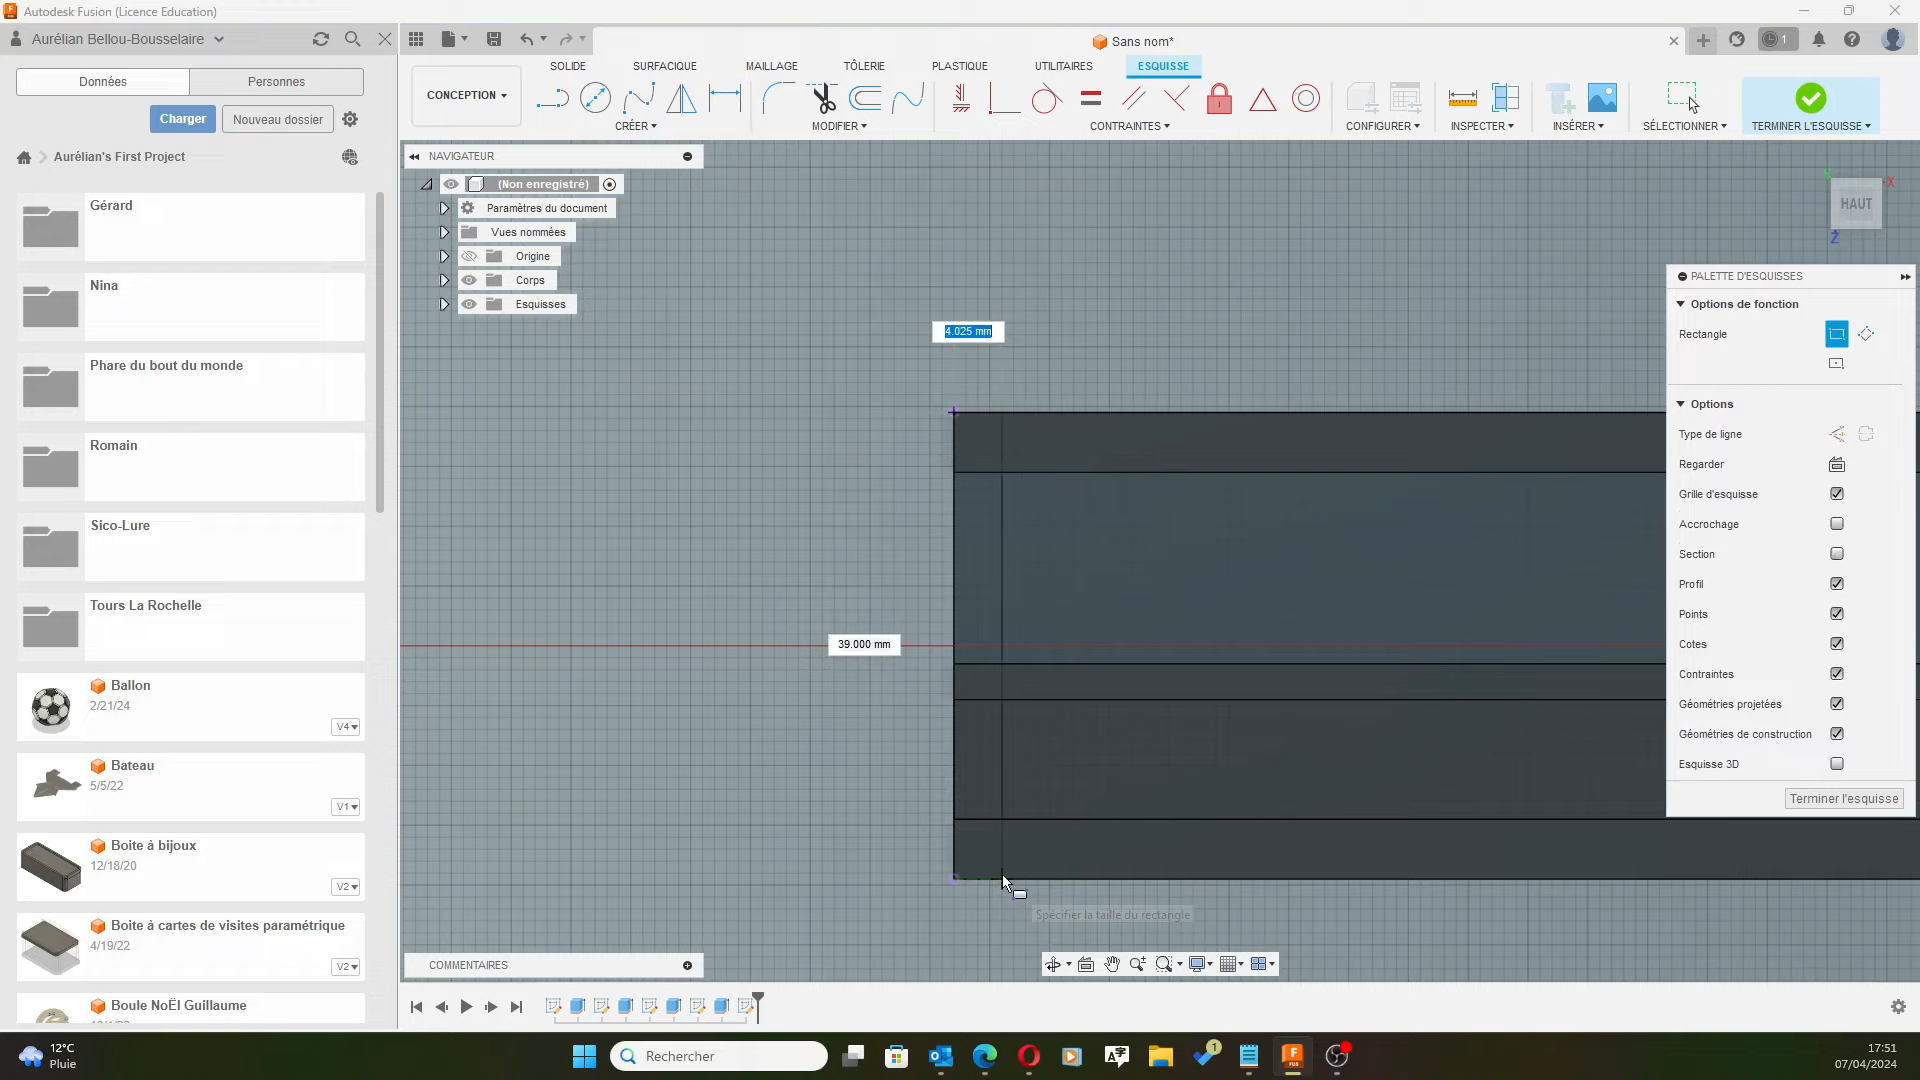 Autodesk Fusion (Licence Education)
Aurélian Bellou-Bousselaire
Sans nom*
Données
Personnes
Charger
Nouveau dossier
Aurélian's First Project
Gérard
Nina
Phare du bout du monde
Romain
Sico-Lure
Tours La Rochelle
Ballon
2/21/24
V4
Bateau
5/5/22
V1
Boite à bijoux
12/18/20
V2
Boite à cartes de visites paramétrique
4/19/22
V2
Boule NoËl Guillaume
SOLIDE
SURFACIQUE
MAILLAGE
TÔLERIE
PLASTIQUE
UTILITAIRES
ESQUISSE
CONCEPTION
CRÉER
MODIFIER
CONTRAINTES
CONFIGURER
INSPECTER
INSÉRER
SÉLECTIONNER
TERMINER L'ESQUISSE
1
NAVIGATEUR
(Non enregistré)
Paramètres du document
Vues nommées
Origine
Corps
Esquisses
4.025 mm
39.000 mm
Spécifier la taille du rectangle
HAUT
X
Z
PALETTE D'ESQUISSES
Options de fonction
Rectangle
Options
Type de ligne
Regarder
Grille d'esquisse
Accrochage
Section
Profil
Points
Cotes
Contraintes
Géométries projetées
Géométries de construction
Esquisse 3D
Terminer l'esquisse
COMMENTAIRES
12°C
Pluie
Rechercher
1
17:51
07/04/2024